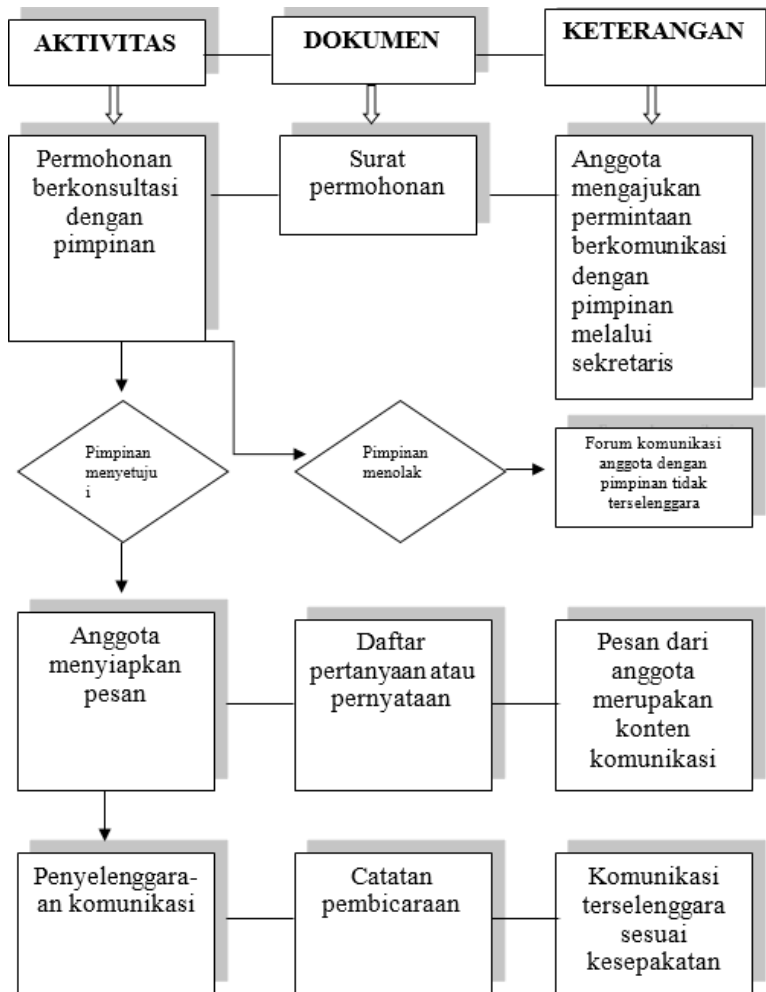 AKTIVITAS
DOKUMEN
KETERANGAN
Permohonan
berkonsultasi
dengan
pimpinan
Surat
permohonan
Anggota
mengajukan
permintaan
berkomunikasi
dengan
pimpinan
melalui
sekretaris
Pimpinan
menyetuju
i
Pimpinan
menolak
Forum komunikasi
anggota dengan
pimpinan tidak
terselenggara
Anggota
menyiapkan
pesan
Daftar
pertanyaan atau
pernyataan
Pesan dari
anggota
merupakan
konten
komunikasi
Penyelenggara-
an komunikasi
Catatan
pembicaraan
Komunikasi
terselenggara
sesuai
kesepakatan